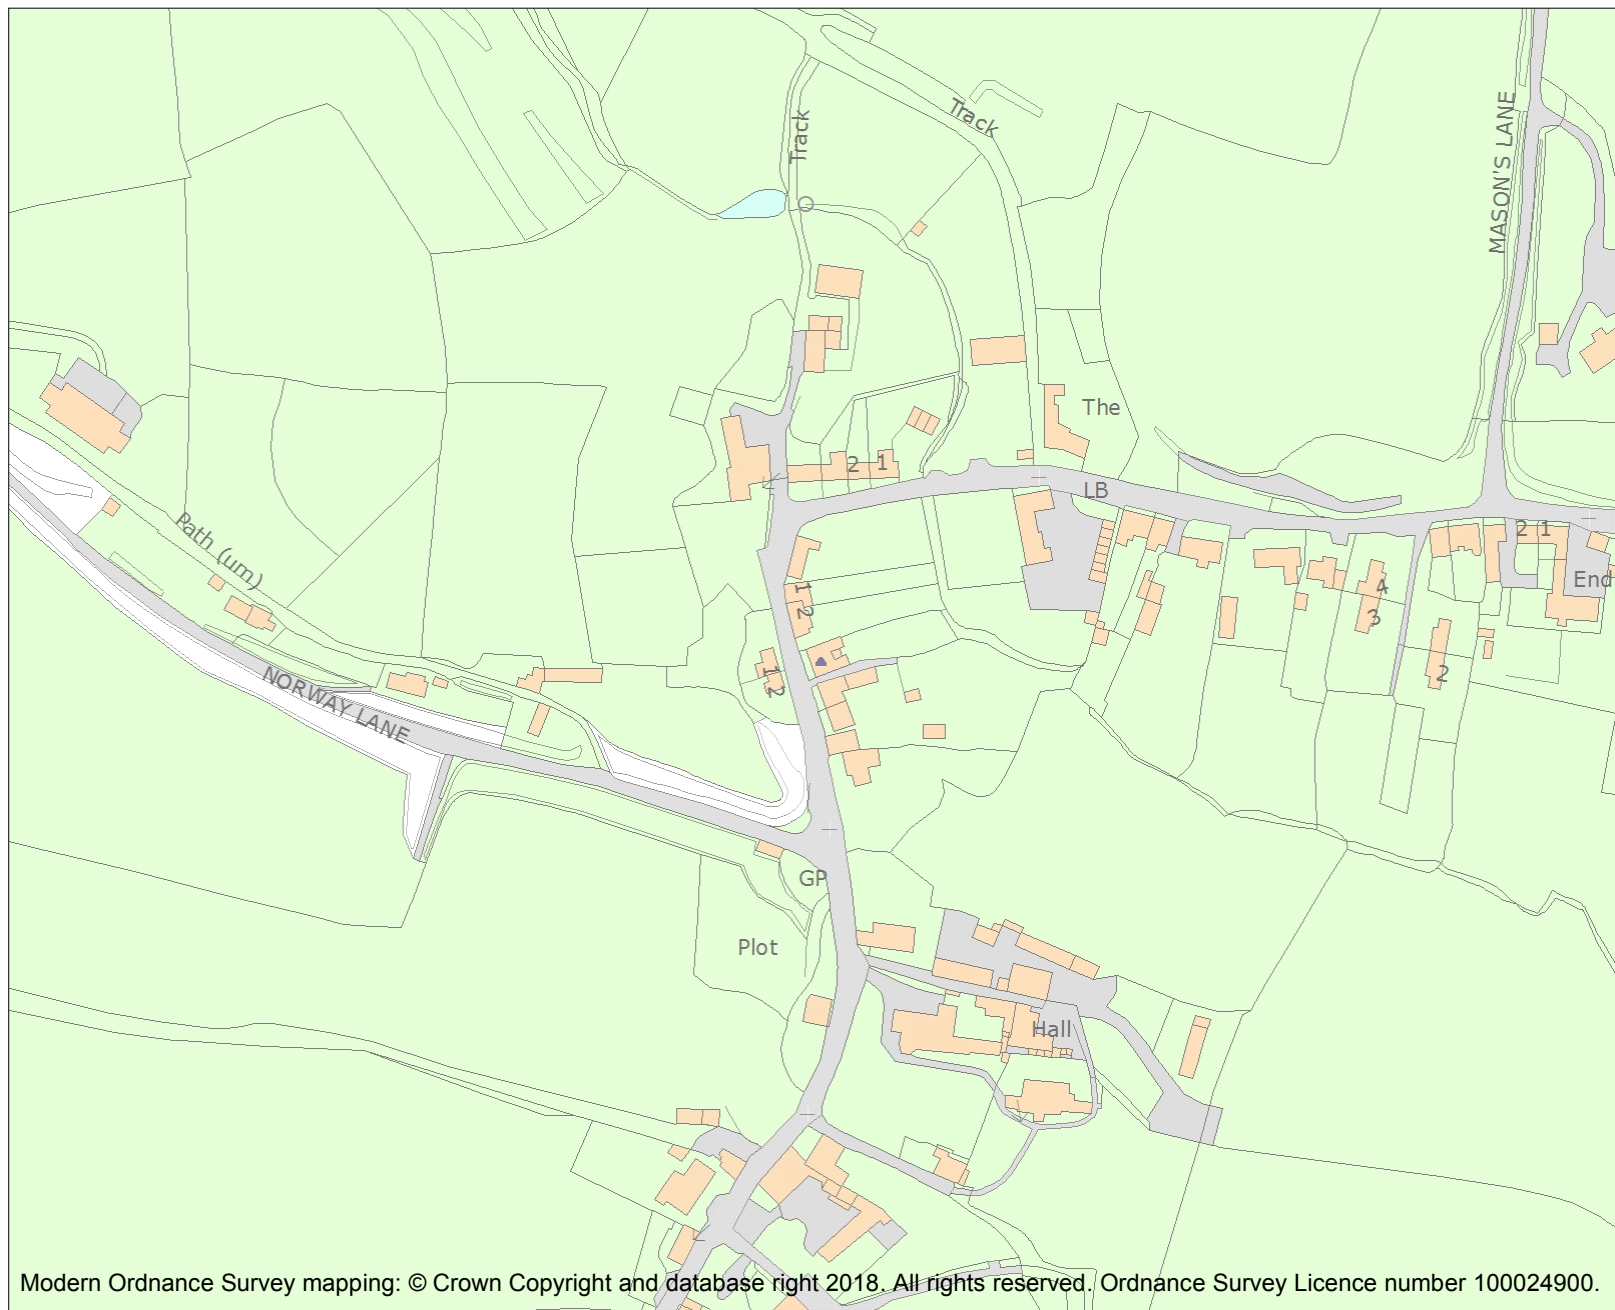 Track
Track
MASON'S LANE
The
2 1
LB
2 1
End
Path (um)
1
2
4
3
1
2
2
NORWAY LANE
GP
Plot
Hall
Modern Ordnance Survey mapping: © Crown Copyright and database right 2018. All rights reserved. Ordnance Survey Licence number 100024900.